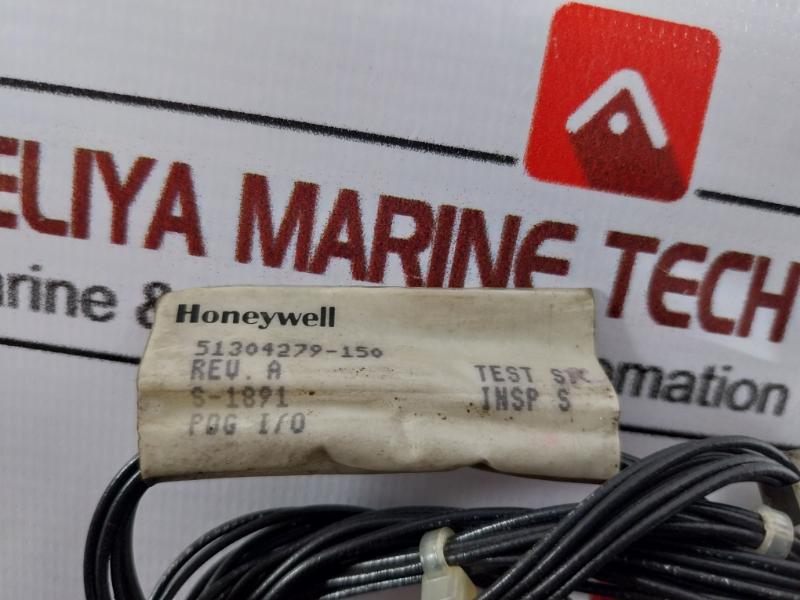 ELIYA MARINE TECH
arine &
omation
Honeywell
51304279-150
REV. A
TEST S
S-1891
INSP S
PDG I/O